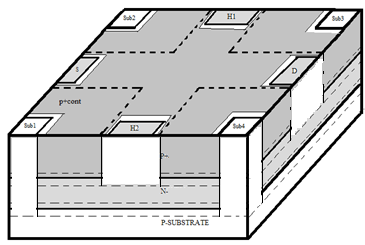 Sub2
H1
Sub3
S
D
p+cont
Sub1
H2
Sub4
P+
N-
P-SUBSTRATE